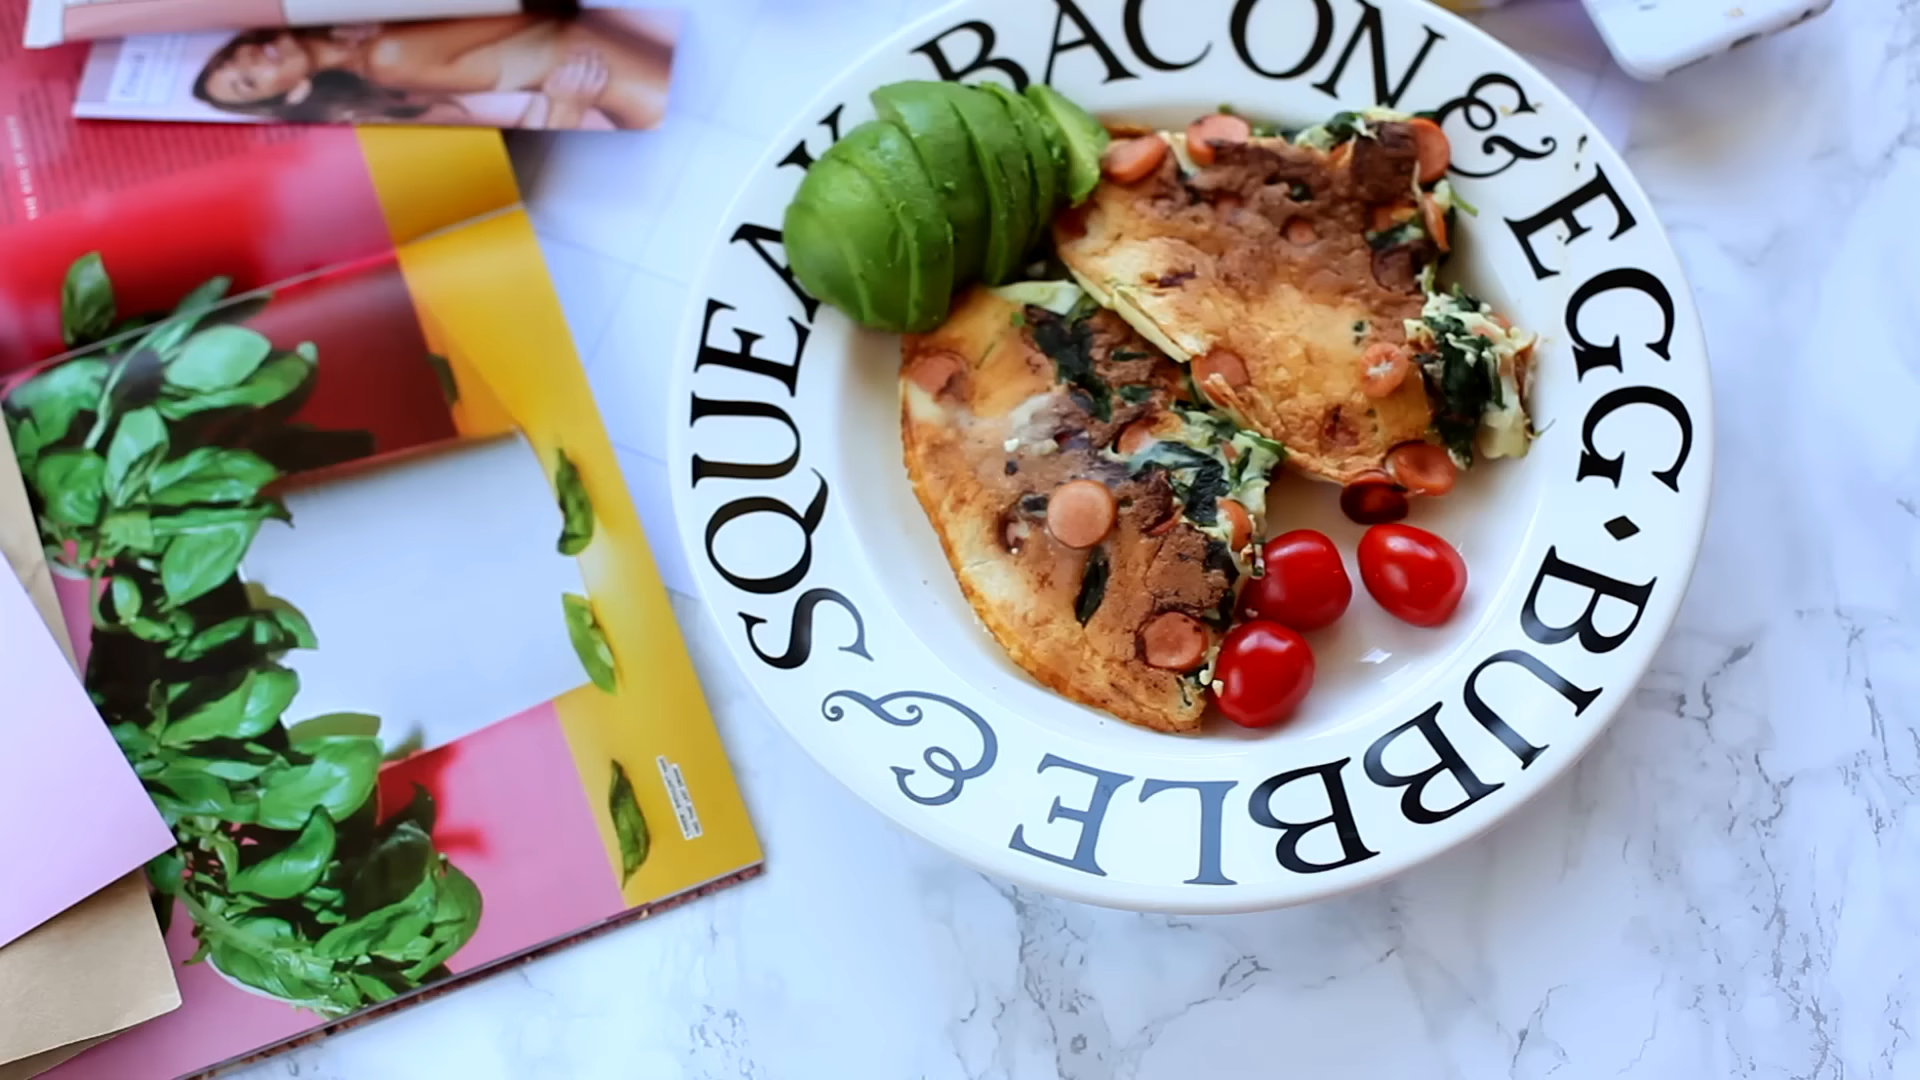 BACON & EGG • BUBBLE & SQUEAK